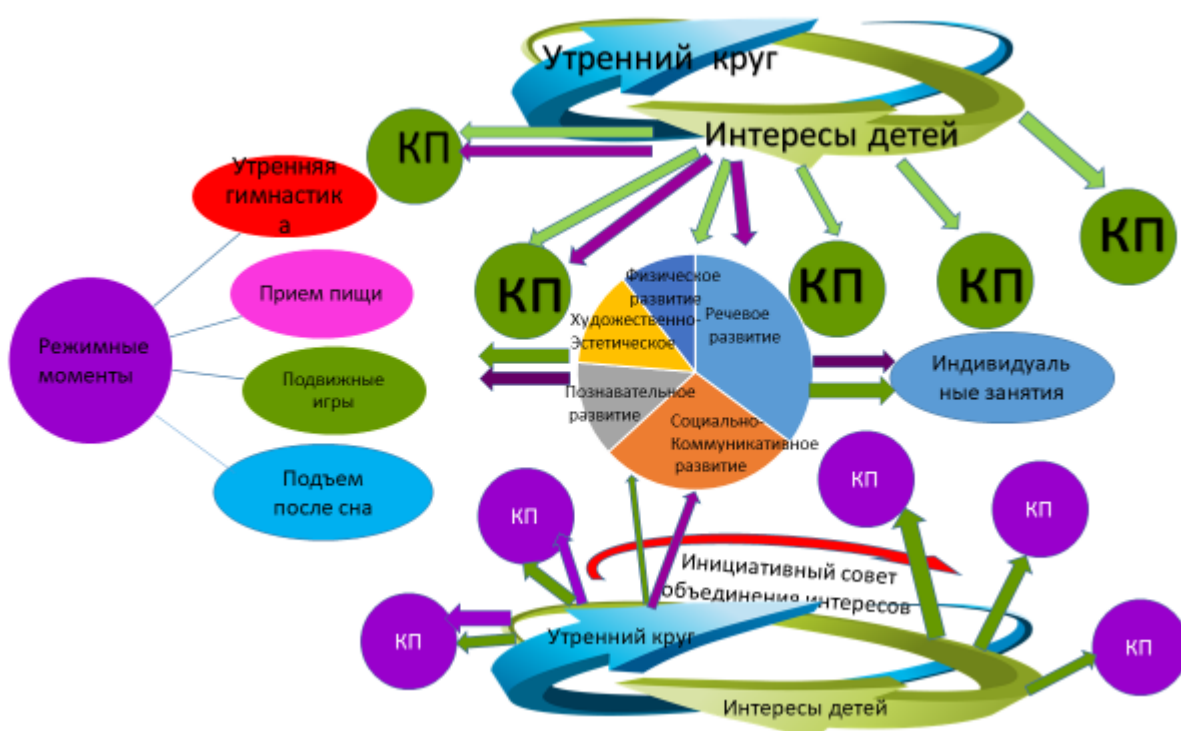 Утренний круг
Интересы детей
КП
КП
КП
КП
КП
Утренняя
гимнастик
а
Прием пищи
Режимные
моменты
Подвижные
игры
Подъем
после сна
Физическое
развитие
Речевое
развитие
Художественно-
Эстетическое
Познавательное
развитие
Социально-
Коммуникативное
развитие
Индивидуаль
ные занятия
КП
КП
КП
КП
КП
Инициативный совет
объединения интересов
Утренний круг
Интересы детей